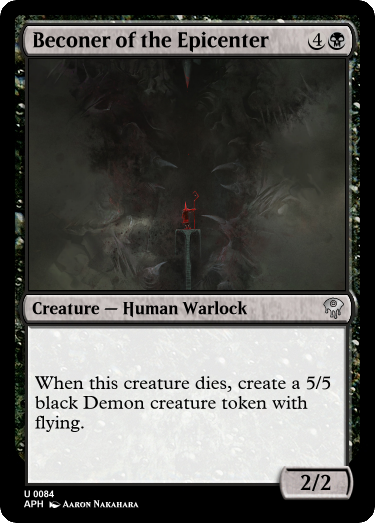 Beconer of the Epicenter 4
Creature — Human Warlock
When this creature dies, create a 5/5
black Demon creature token with
flying.
2/2
U 0084
APH Aaron Nakahara